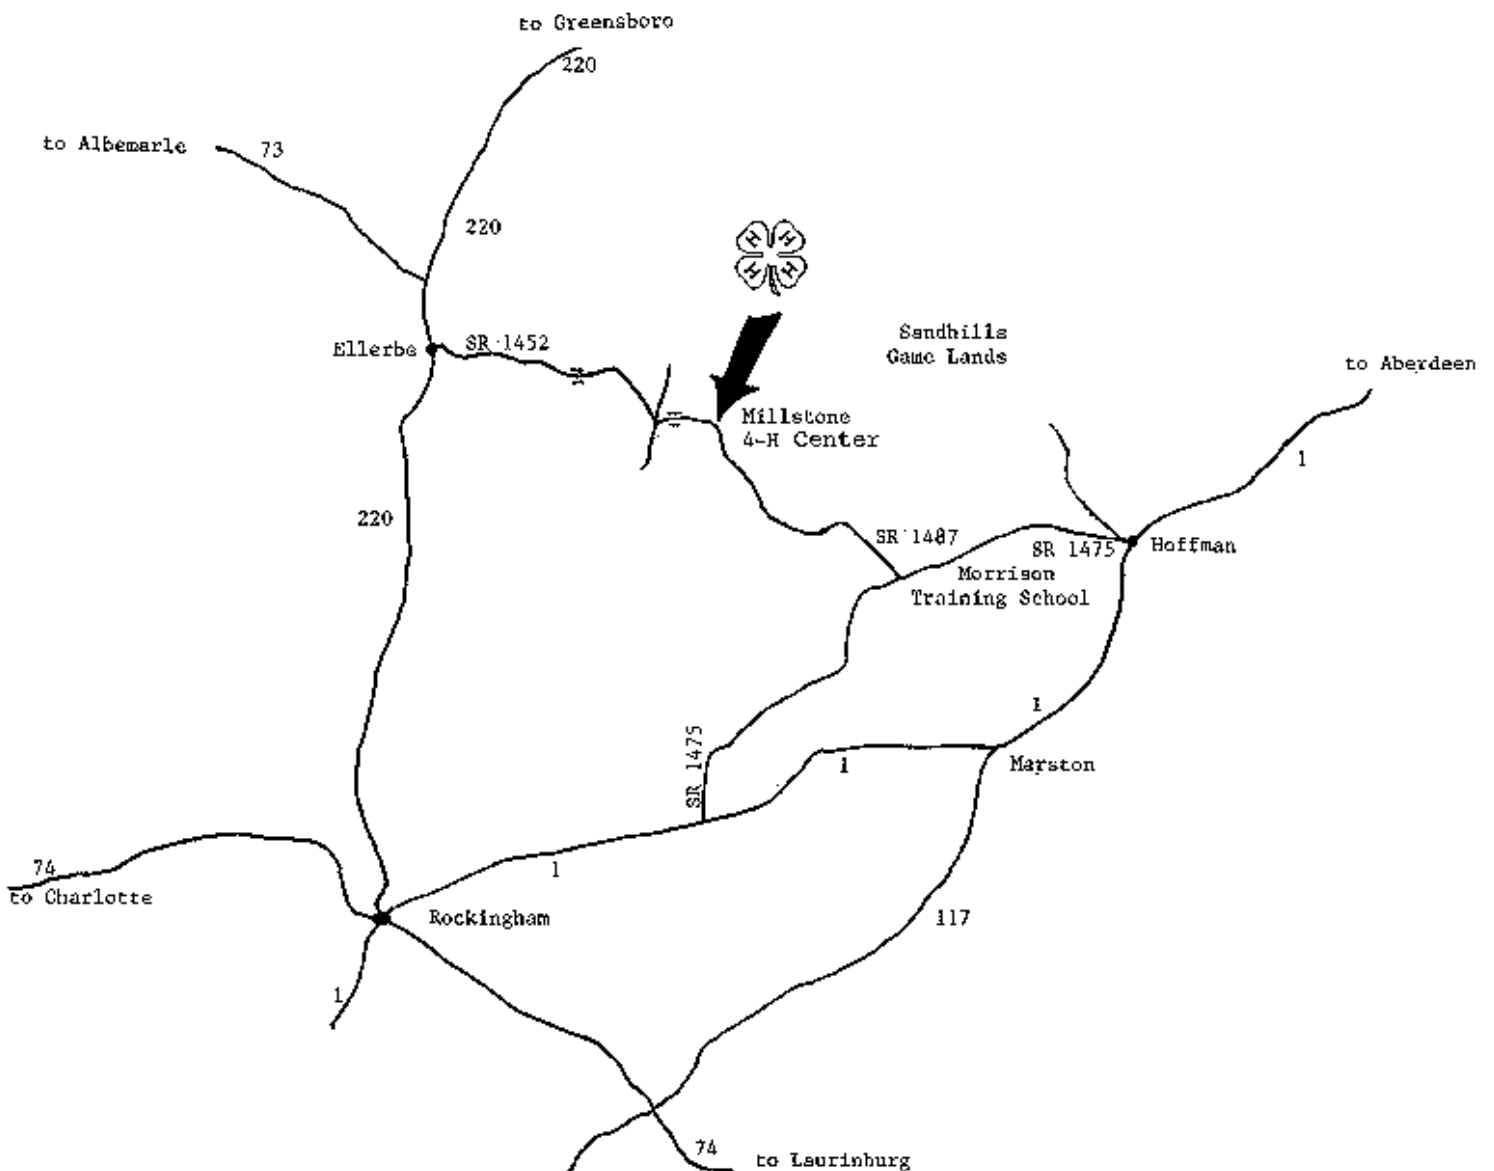 to Greensboro
220
to Albemarle
73
220
H H
H H
Sandhills
Game Lands
Ellerbe
SR 1452
to Aberdeen
Millstone
4-H Center
1
220
SR 1487
SR 1475
Hoffman
Morrison
Training School
1
SR 1475
1
Marston
74
to Charlotte
1
Rockingham
117
1
74
to Laurinburg